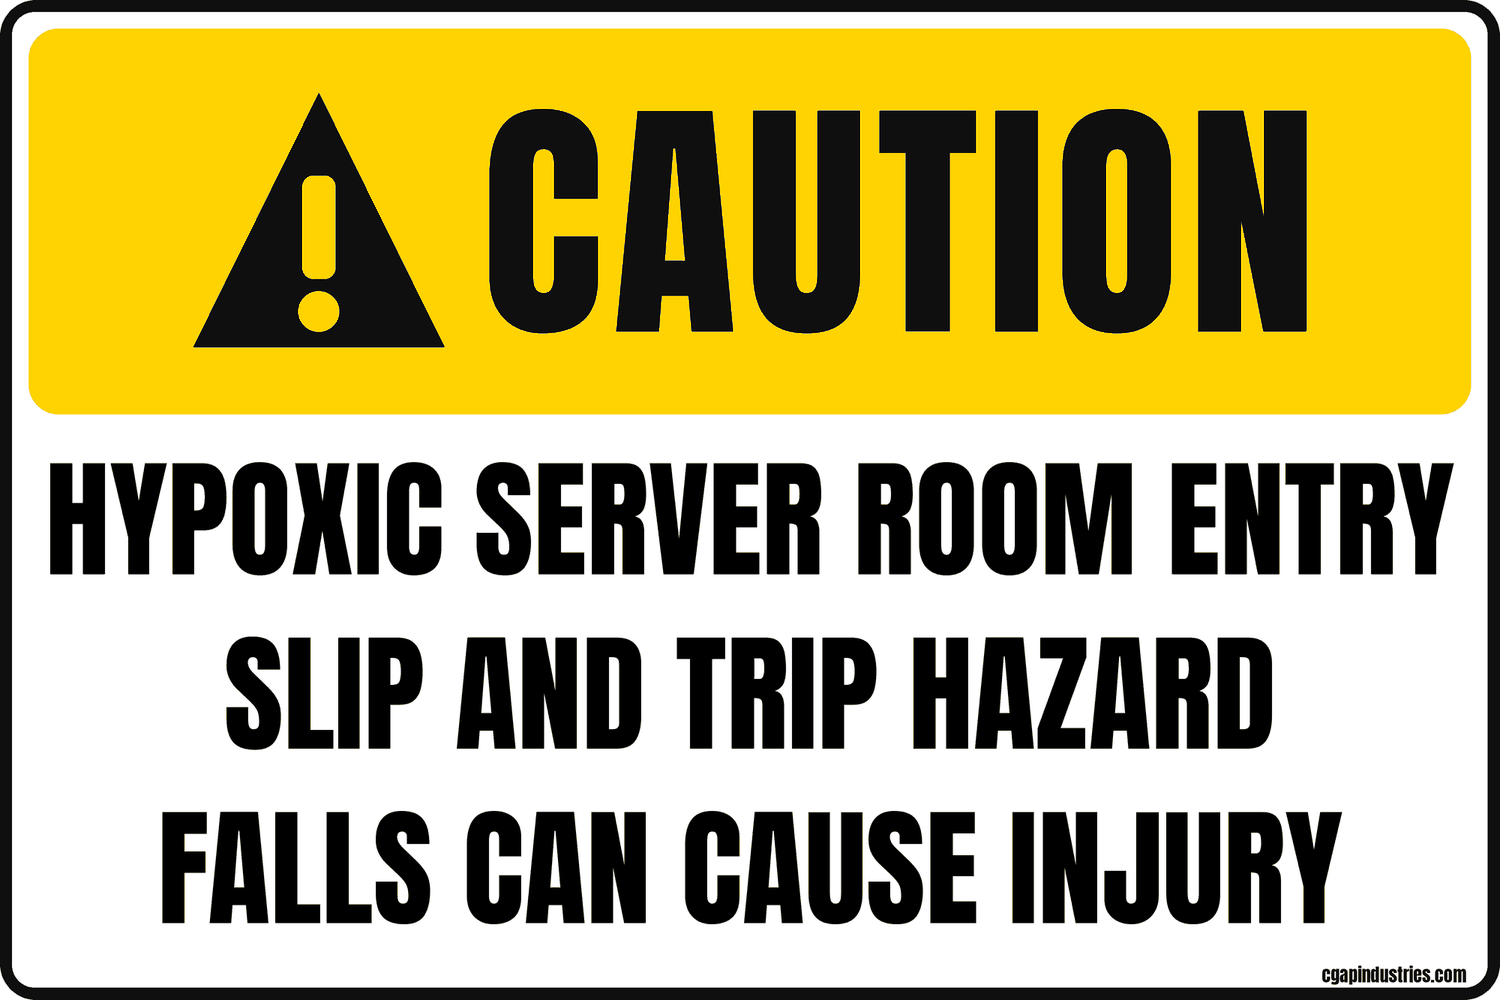 CAUTION
HYPOXIC SERVER ROOM ENTRY
SLIP AND TRIP HAZARD
FALLS CAN CAUSE INJURY
cgapindustries.com